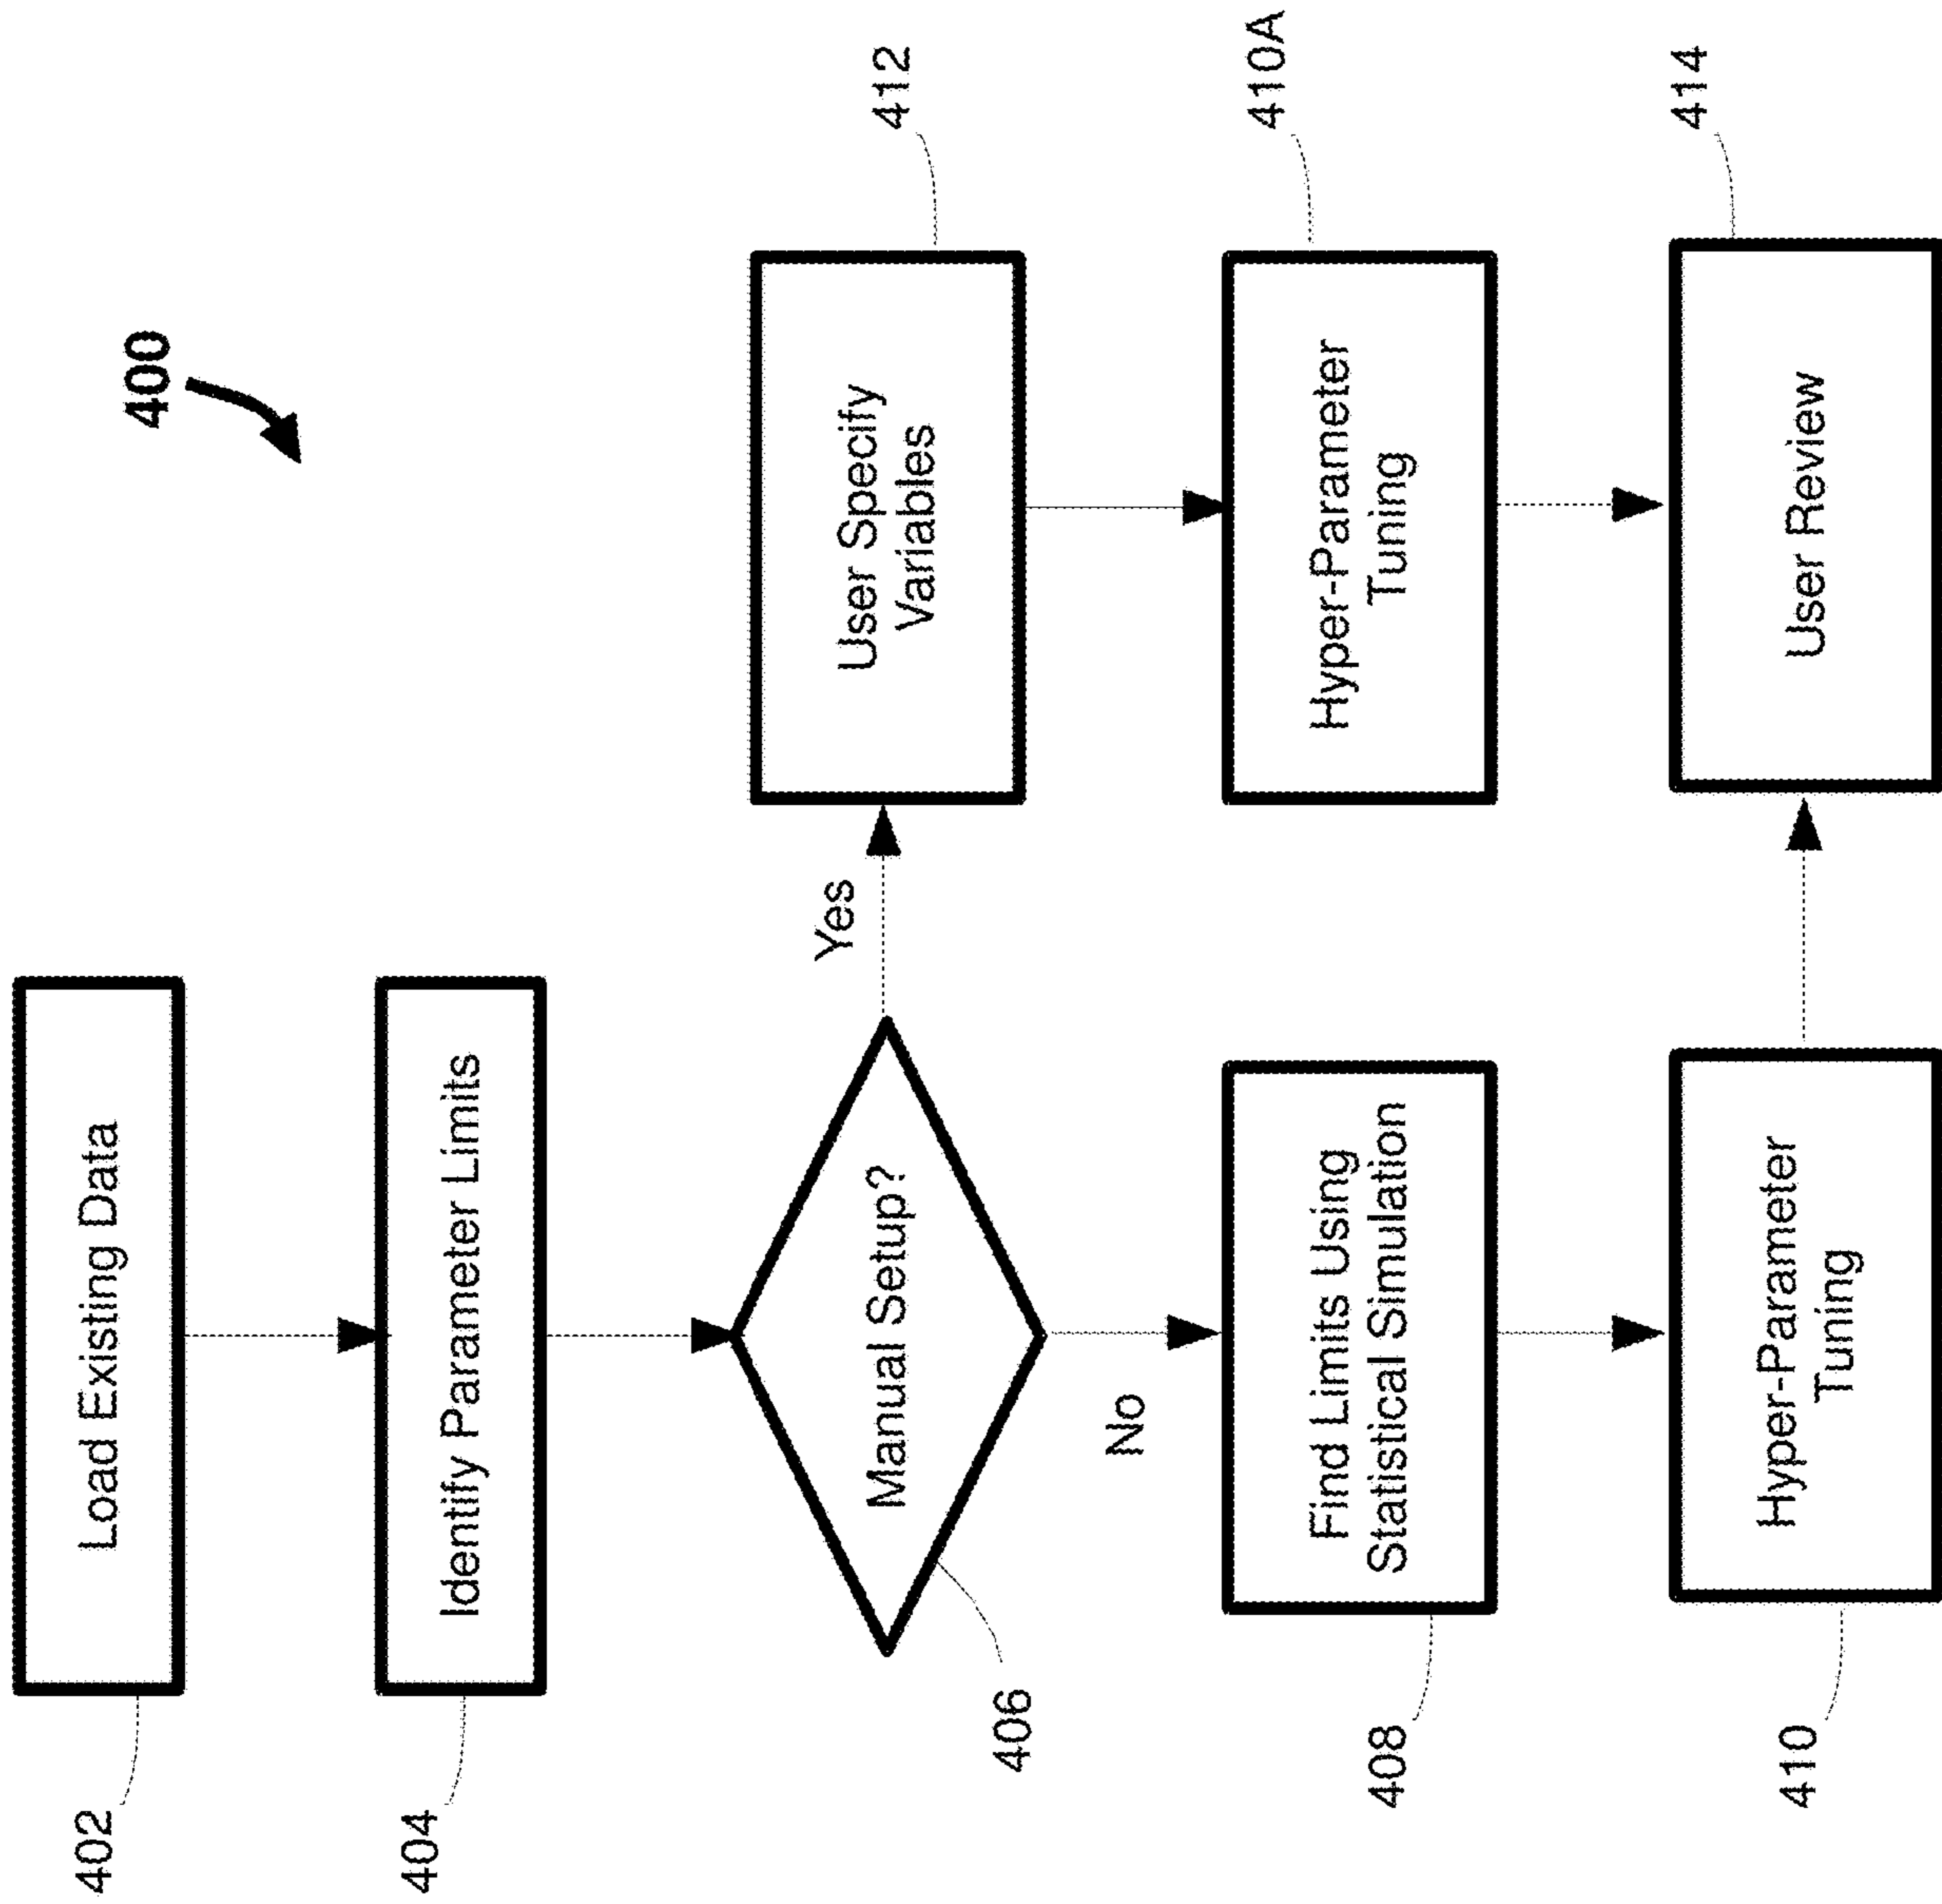 400
402
Load Existing Data
404
Identify Parameter Limits
406
Manual Setup?
Yes
No
412
User Specify
Variables
408
Find Limits Using
Statistical Simulation
410A
Hyper-Parameter
Tuning
410
Hyper-Parameter
Tuning
414
User Review